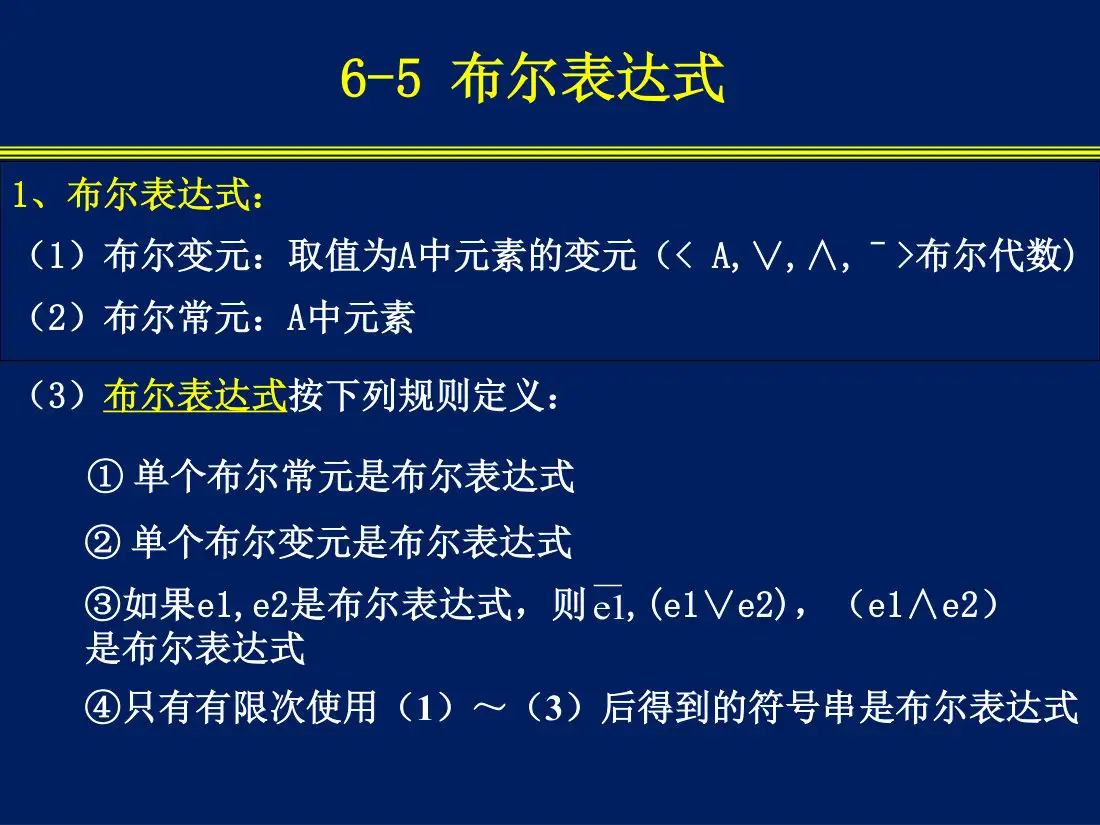 6-5 布尔表达式
1、布尔表达式：
（1）布尔变元：取值为A中元素的变元（< A,∨,∧, ¯ >布尔代数)
（2）布尔常元：A中元素
（3）布尔表达式按下列规则定义：
① 单个布尔常元是布尔表达式
② 单个布尔变元是布尔表达式
③如果e1,e2是布尔表达式，则 e̅1̅,(e1∨e2)，（e1∧e2）
是布尔表达式
④只有有限次使用（1）～（3）后得到的符号串是布尔表达式